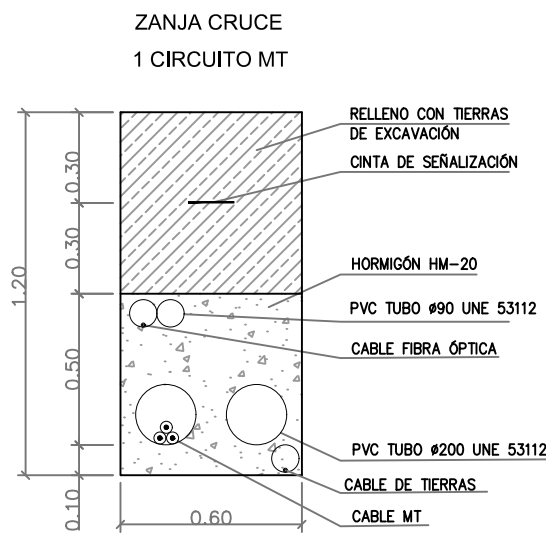 ZANJA CRUCE
1 CIRCUITO MT
RELLENO CON TIERRAS
DE EXCAVACIÓN
CINTA DE SEÑALIZACIÓN
0.30
0.30
1.20
HORMIGÓN HM-20
PVC TUBO ø90 UNE 53112
CABLE FIBRA ÓPTICA
0.50
PVC TUBO ø200 UNE 53112
CABLE DE TIERRAS
CABLE MT
0.10
0.60